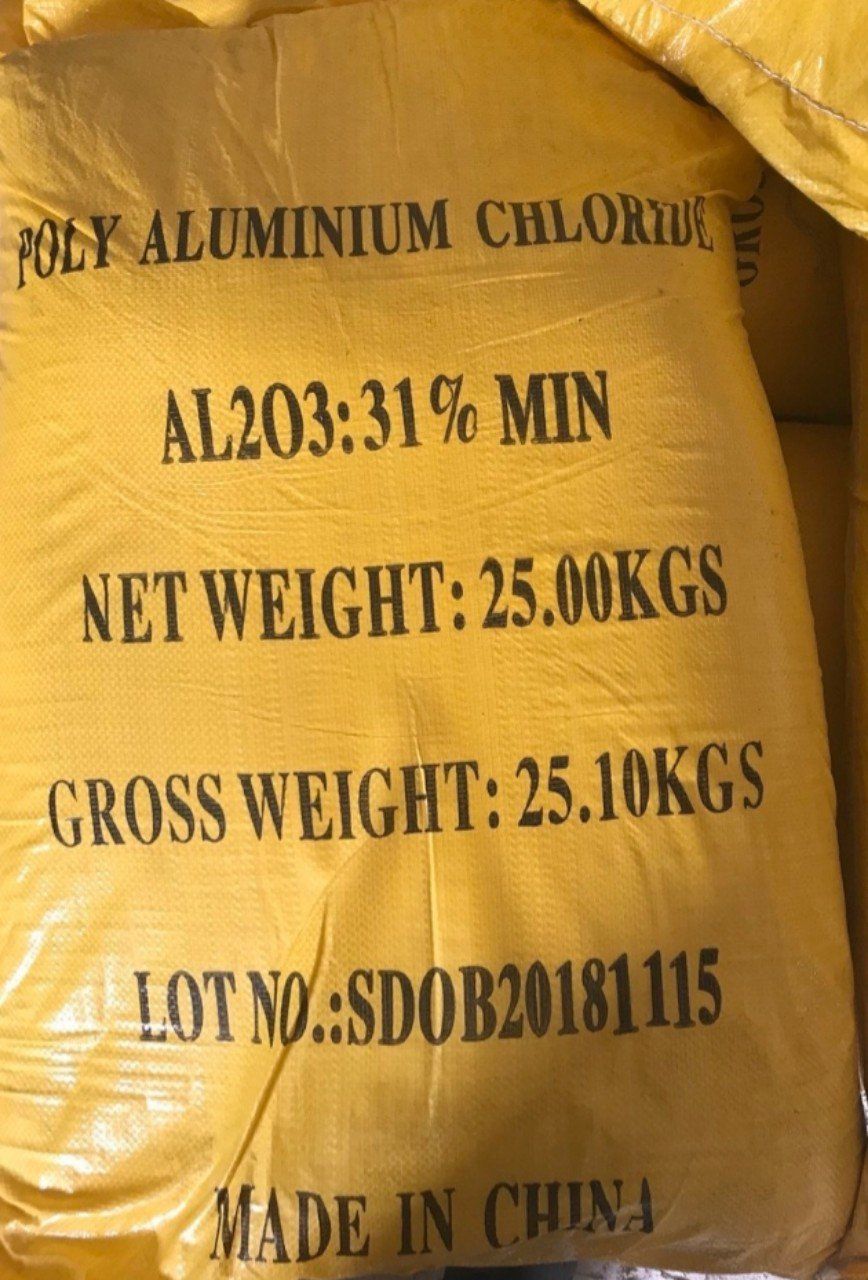 POLY ALUMINIUM CHLORIDE
AL2O3:31% MIN
NET WEIGHT: 25.00KGS
GROSS WEIGHT: 25.10KGS
LOT NO.:SDOB20181115
MADE IN CHINA